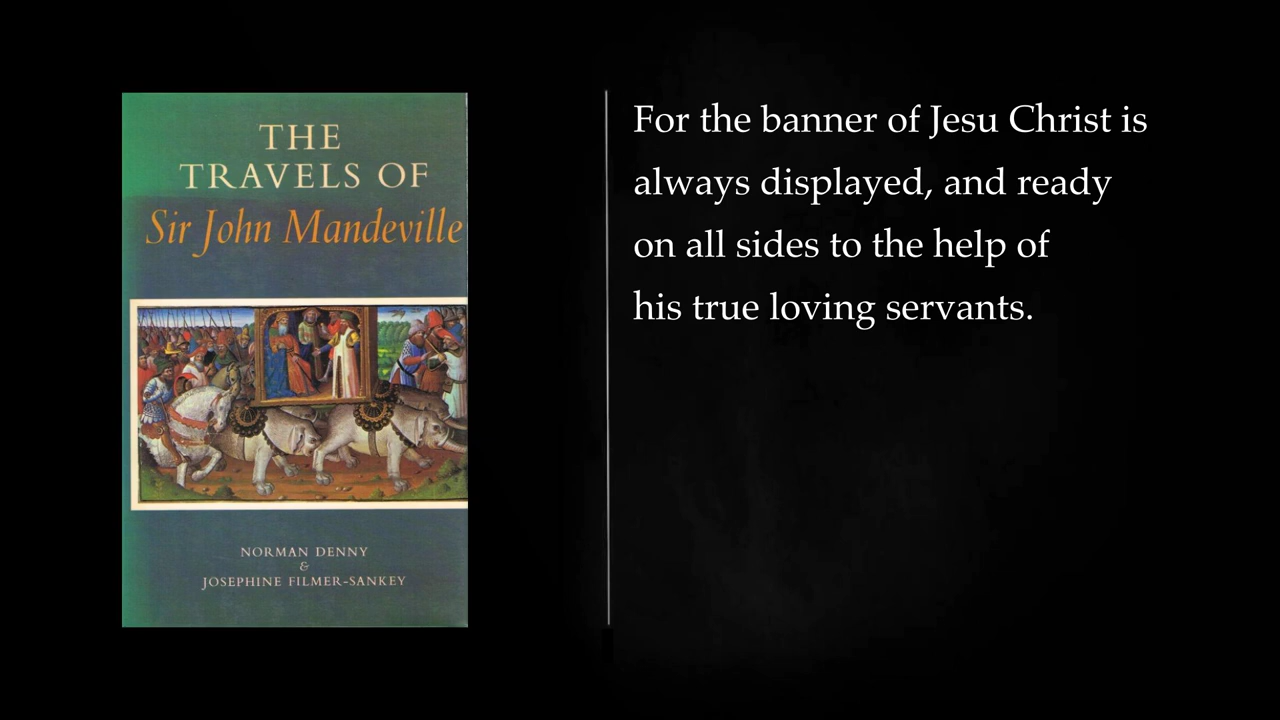 THE
TRAVELS OF
Sir John Mandeville
NORMAN DENNY
&
JOSEPHINE FILMER-SANKEY
For the banner of Jesu Christ is
always displayed, and ready
on all sides to the help of
his true loving servants.